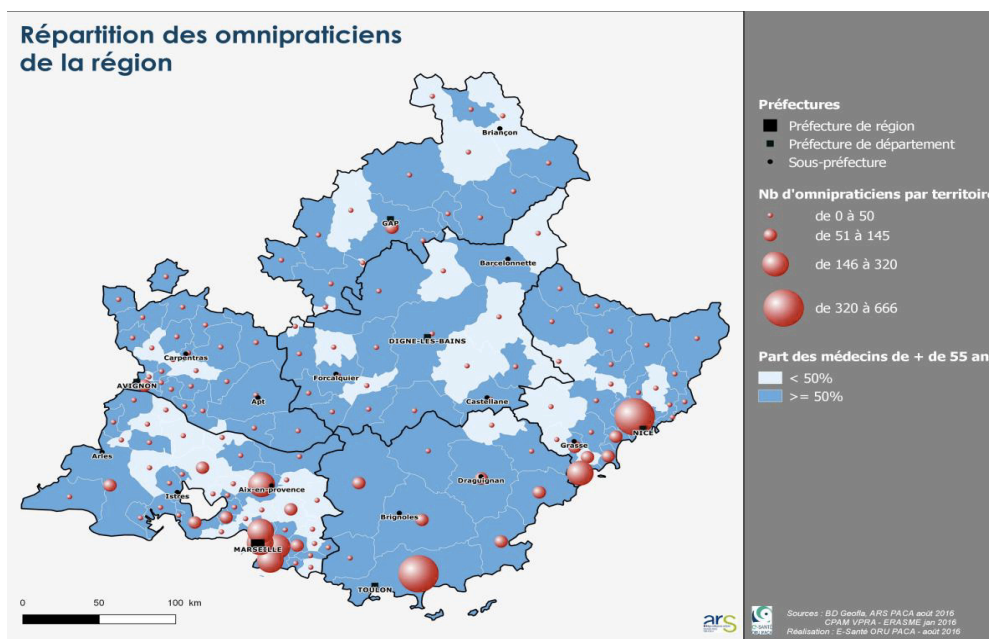 Répartition des omnipraticiens
de la région
Préfectures
Préfecture de région
Préfecture de département
Sous-préfecture
Nb d'omnipraticiens par territoire
de 0 à 50
de 51 à 145
de 146 à 320
de 320 à 666
Part des médecins de + de 55 an
< 50%
>= 50%
Briançon
GAP
Barcelonnette
DIGNE-LES-BAINS
Carpentras
Forcalquier
AVIGNON
Apt
Castellane
Grasse
NICE
Arles
Aix-en-provence
Draguignan
Istres
Brignoles
MARSEILLE
TOULON
0 50 100 km
ars
Sources : BD Geofla, ARS PACA août 2016
CPAM VPRA - ERASME jan 2016
Réalisation : E-Santé ORU PACA - août 2016